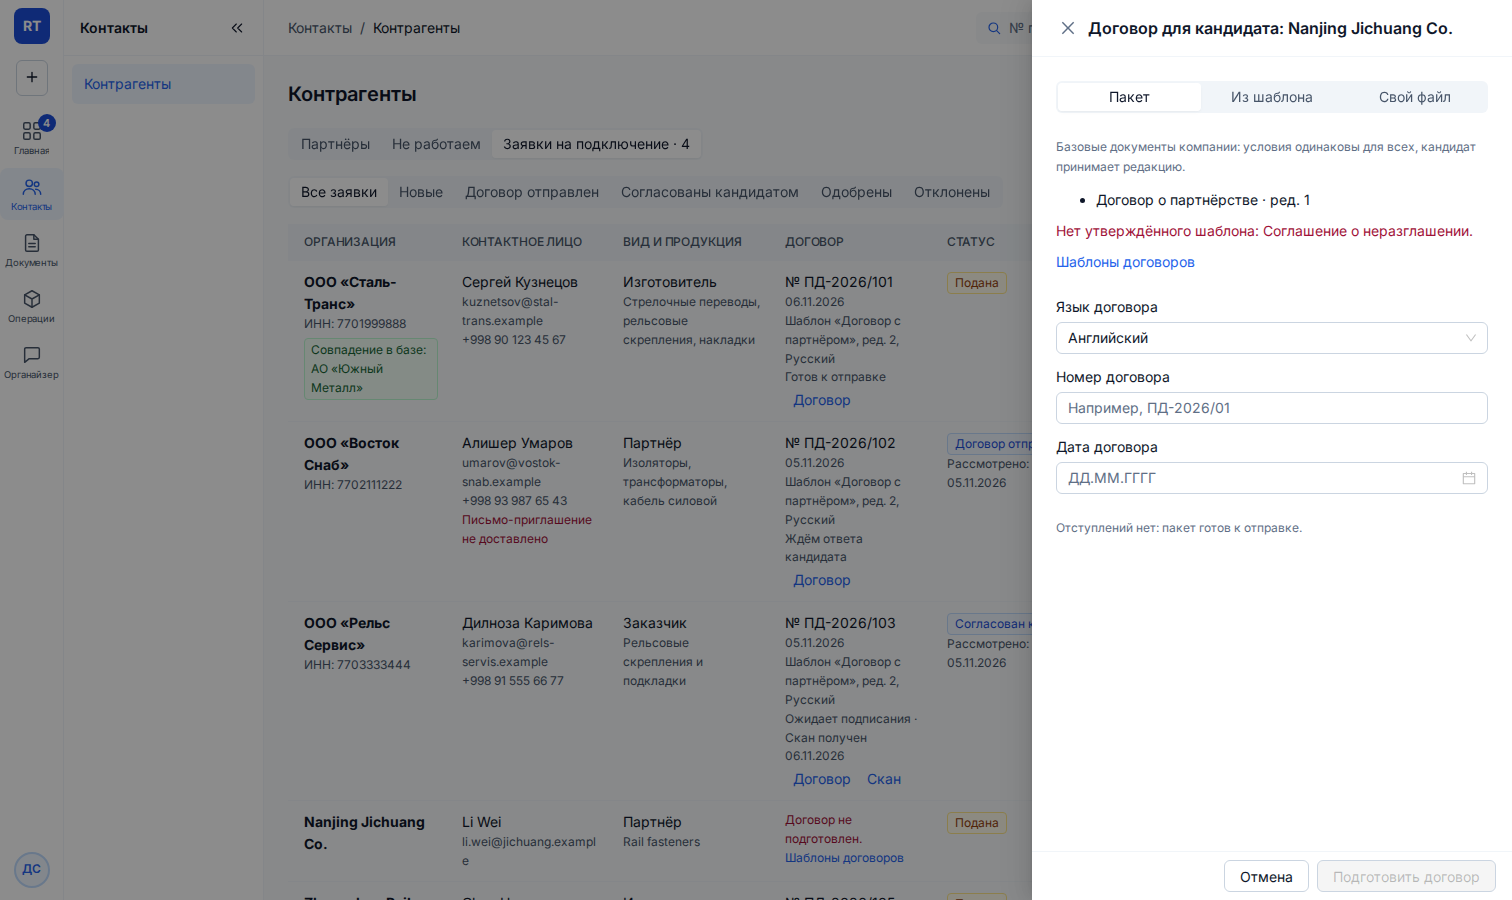 RT
Контакты
Контакты / Контрагенты
№ п
Договор для кандидата: Nanjing Jichuang Co.
+
4
Главная
Контакты
Документы
Операции
Органайзер
ДС
Контрагенты
Контрагенты
Партнёры Не работаем Заявки на подключение · 4
Все заявки Новые Договор отправлен Согласованы кандидатом Одобрены Отклонены
ОРГАНИЗАЦИЯ КОНТАКТНОЕ ЛИЦО ВИД И ПРОДУКЦИЯ ДОГОВОР СТАТУС
ООО «Сталь-
Транс»
ИНН: 7701999888
Совпадение в базе:
АО «Южный
Металл»
Сергей Кузнецов
kuznetsov@stal-
trans.example
+998 90 123 45 67
Изготовитель
Стрелочные переводы,
рельсовые
скрепления, накладки
№ ПД-2026/101
06.11.2026
Шаблон «Договор с
партнёром», ред. 2,
Русский
Готов к отправке
Договор
Подана
ООО «Восток
Снаб»
ИНН: 7702111222
Алишер Умаров
umarov@vostok-
snab.example
+998 93 987 65 43
Письмо-приглашение
не доставлено
Партнёр
Изоляторы,
трансформаторы,
кабель силовой
№ ПД-2026/102
05.11.2026
Шаблон «Договор с
партнёром», ред. 2,
Русский
Ждём ответа
кандидата
Договор
Договор отпр
Рассмотрено:
05.11.2026
ООО «Рельс
Сервис»
ИНН: 7703333444
Дилноза Каримова
karimova@rels-
servis.example
+998 91 555 66 77
Заказчик
Рельсовые
скрепления и
подкладки
№ ПД-2026/103
05.11.2026
Шаблон «Договор с
партнёром», ред. 2,
Русский
Ожидает подписания ·
Скан получен
06.11.2026
Договор Скан
Согласован к
Рассмотрено:
05.11.2026
Nanjing Jichuang
Co.
Li Wei
li.wei@jichuang.exampl
e
Партнёр
Rail fasteners
Договор не
подготовлен.
Шаблоны договоров
Подана
Пакет Из шаблона Свой файл
Базовые документы компании: условия одинаковы для всех, кандидат
принимает редакцию.
• Договор о партнёрстве · ред. 1
Нет утверждённого шаблона: Соглашение о неразглашении.
Шаблоны договоров
Язык договора
Английский
Номер договора
Например, ПД-2026/01
Дата договора
ДД.ММ.ГГГГ
Отступлений нет: пакет готов к отправке.
Отмена Подготовить договор